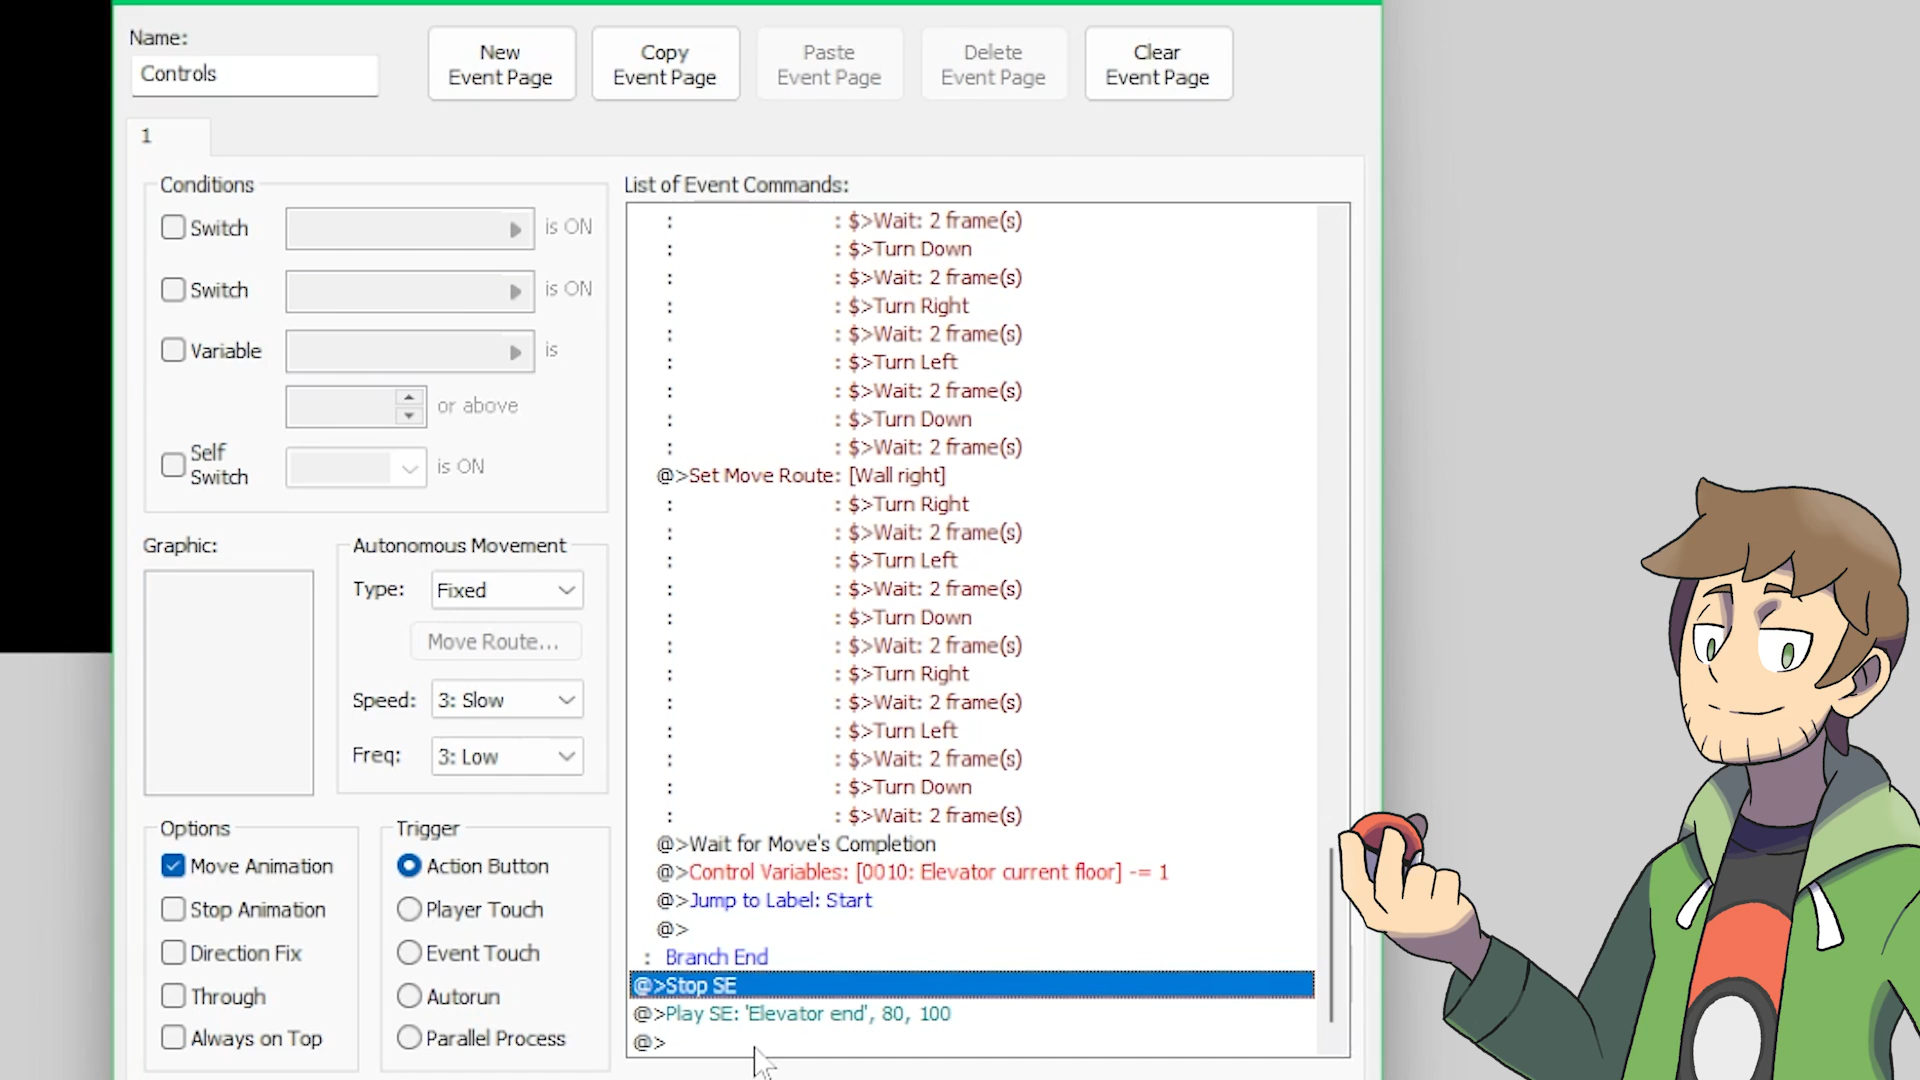 Name:
Controls
New
Event Page
Copy
Event Page
Paste
Event Page
Delete
Event Page
Clear
Event Page
1
Conditions
Switch
is ON
Switch
is ON
Variable
is
or above
Self
Switch
is ON
Graphic:
Autonomous Movement
Type:
Fixed
Move Route...
Speed:
3: Slow
Freq:
3: Low
Options
Move Animation
Stop Animation
Direction Fix
Through
Always on Top
Trigger
Action Button
Player Touch
Event Touch
Autorun
Parallel Process
List of Event Commands:
: : $>Wait: 2 frame(s)
: : $>Turn Down
: : $>Wait: 2 frame(s)
: : $>Turn Right
: : $>Wait: 2 frame(s)
: : $>Turn Left
: : $>Wait: 2 frame(s)
: : $>Turn Down
: : $>Wait: 2 frame(s)
@>Set Move Route: [Wall right]
: : $>Turn Right
: : $>Wait: 2 frame(s)
: : $>Turn Left
: : $>Wait: 2 frame(s)
: : $>Turn Down
: : $>Wait: 2 frame(s)
: : $>Turn Right
: : $>Wait: 2 frame(s)
: : $>Turn Left
: : $>Wait: 2 frame(s)
: : $>Turn Down
: : $>Wait: 2 frame(s)
@>Wait for Move's Completion
@>Control Variables: [0010: Elevator current floor] -= 1
@>Jump to Label: Start
@>
: Branch End
@>Stop SE
@>Play SE: 'Elevator end', 80, 100
@>